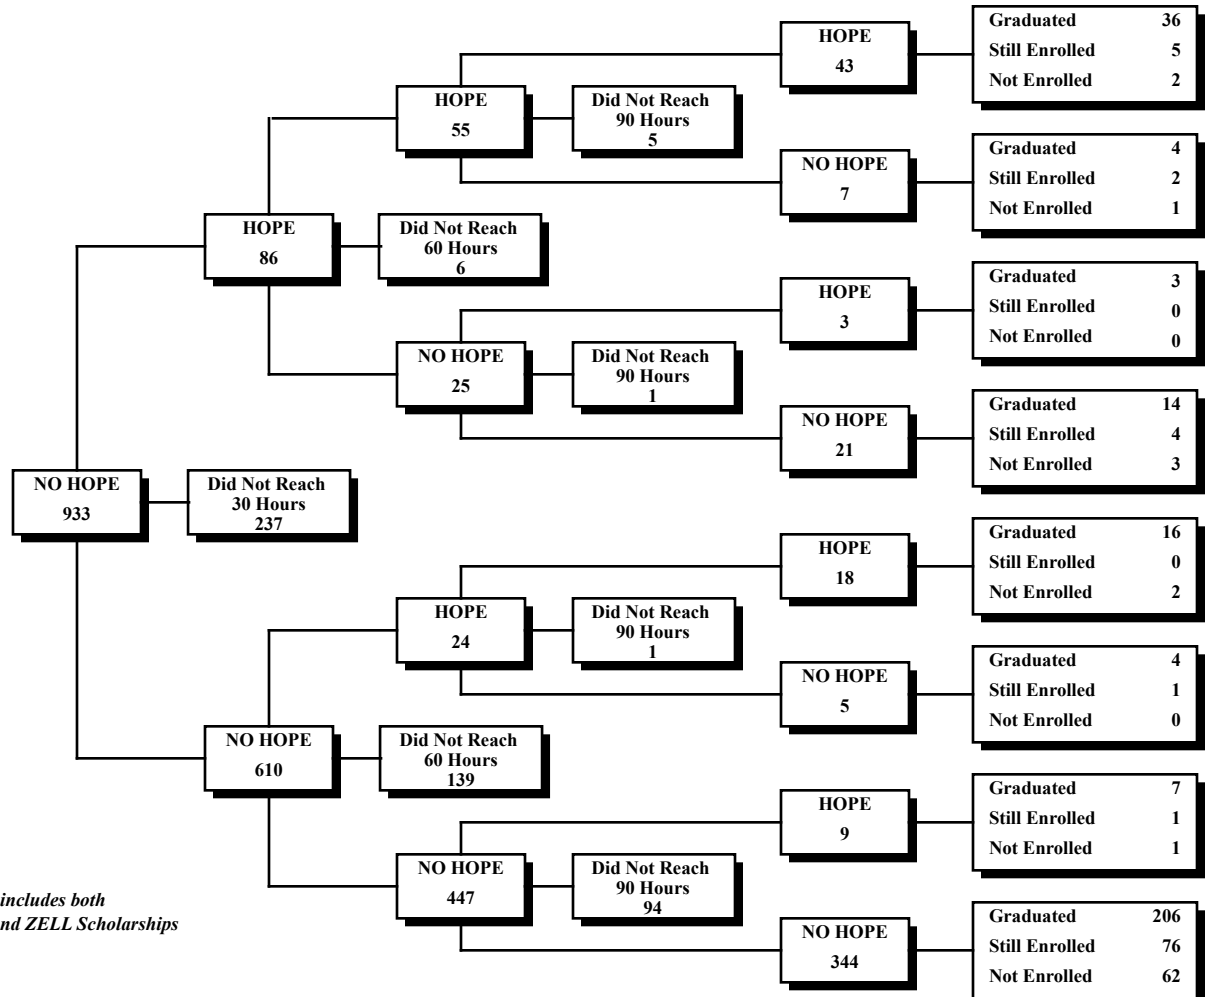 HOPE
43
Graduated 36
Still Enrolled 5
Not Enrolled 2
HOPE
55
Did Not Reach
90 Hours
5
NO HOPE
7
Graduated 4
Still Enrolled 2
Not Enrolled 1
HOPE
86
Did Not Reach
60 Hours
6
HOPE
3
Graduated 3
Still Enrolled 0
Not Enrolled 0
NO HOPE
25
Did Not Reach
90 Hours
1
NO HOPE
21
Graduated 14
Still Enrolled 4
Not Enrolled 3
NO HOPE
933
Did Not Reach
30 Hours
237
HOPE
18
Graduated 16
Still Enrolled 0
Not Enrolled 2
HOPE
24
Did Not Reach
90 Hours
1
NO HOPE
5
Graduated 4
Still Enrolled 1
Not Enrolled 0
NO HOPE
610
Did Not Reach
60 Hours
139
HOPE
9
Graduated 7
Still Enrolled 1
Not Enrolled 1
NO HOPE
447
Did Not Reach
90 Hours
94
NO HOPE
344
Graduated 206
Still Enrolled 76
Not Enrolled 62
includes both
nd ZELL Scholarships